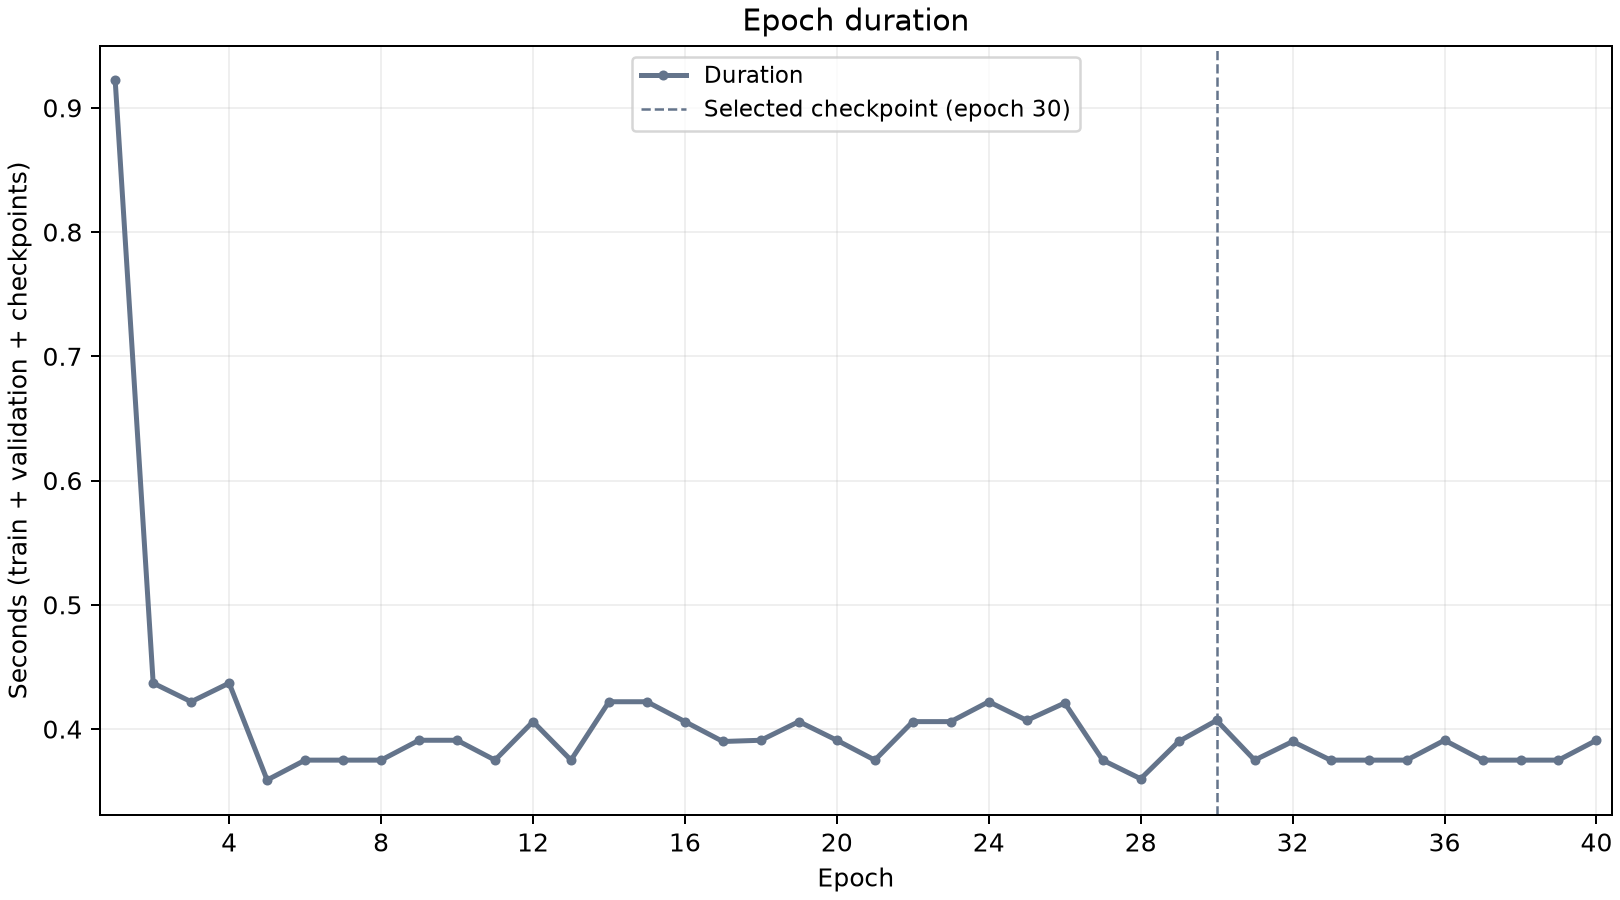 Epoch duration
Duration
Selected checkpoint (epoch 30)
Seconds (train + validation + checkpoints)
0.9
0.8
0.7
0.6
0.5
0.4
4 8 12 16 20 24 28 32 36 40
Epoch